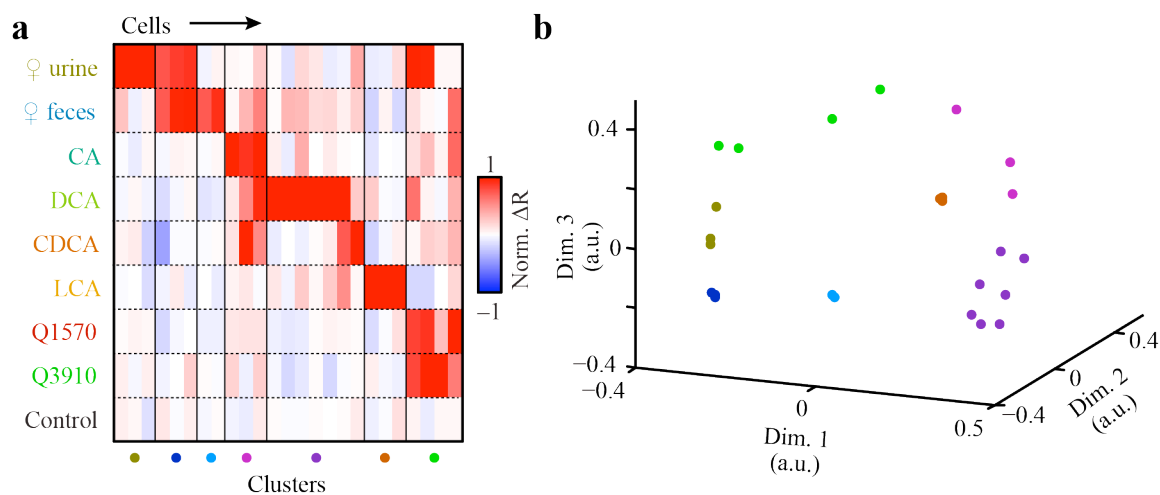 a
Cells
♀ urine
♀ feces
CA
DCA
CDCA
LCA
Q1570
Q3910
Control
Clusters
1
Norm. ΔR
−1
b
0.4
0
−0.4
Dim. 3
(a.u.)
−0.4
0
0.5
Dim. 1
(a.u.)
−0.4
0
0.4
Dim. 2
(a.u.)